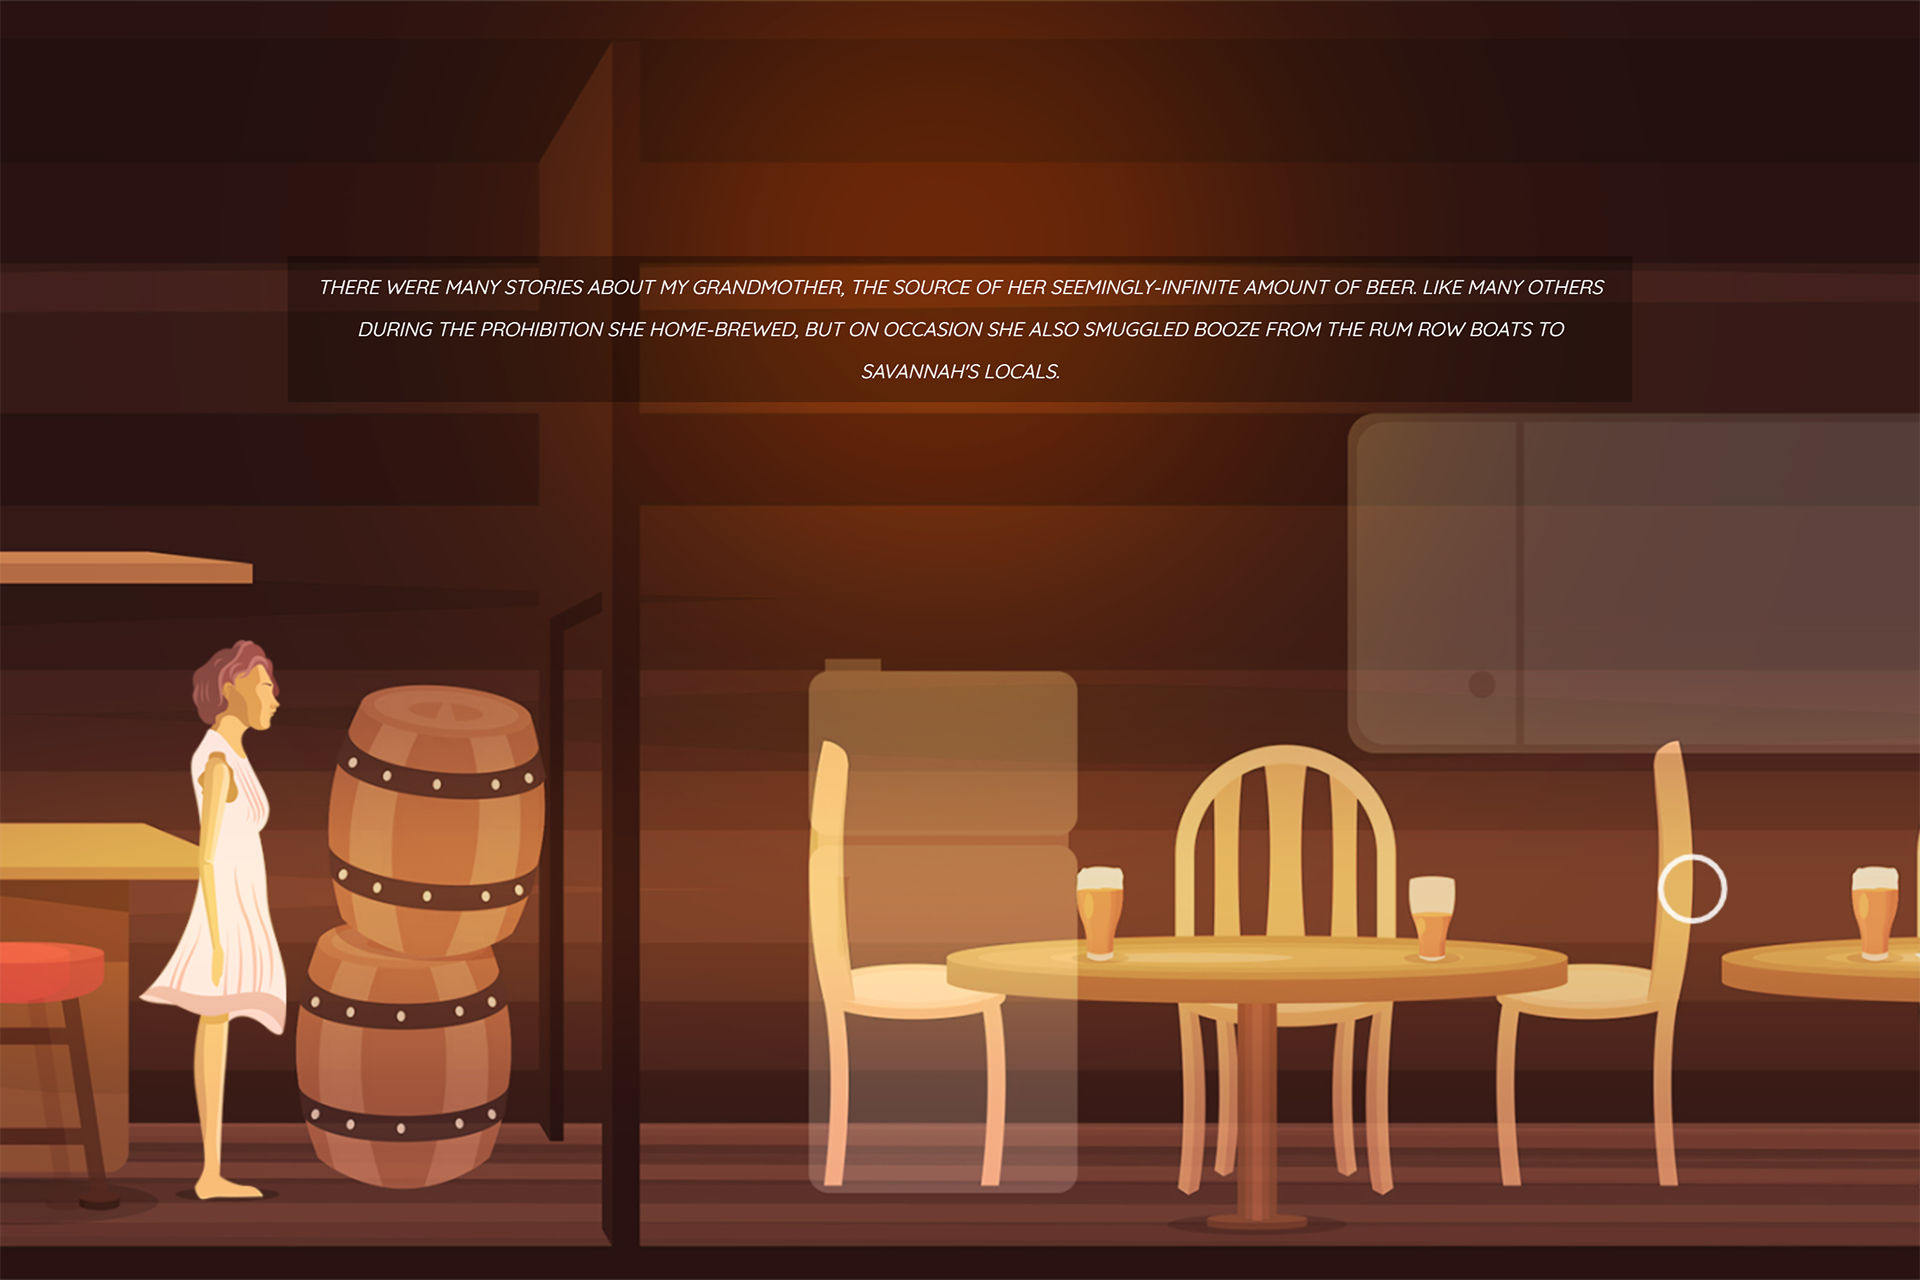 THERE WERE MANY STORIES ABOUT MY GRANDMOTHER, THE SOURCE OF HER SEEMINGLY-INFINITE AMOUNT OF BEER. LIKE MANY OTHERS
DURING THE PROHIBITION SHE HOME-BREWED, BUT ON OCCASION SHE ALSO SMUGGLED BOOZE FROM THE RUM ROW BOATS TO
SAVANNAH'S LOCALS.